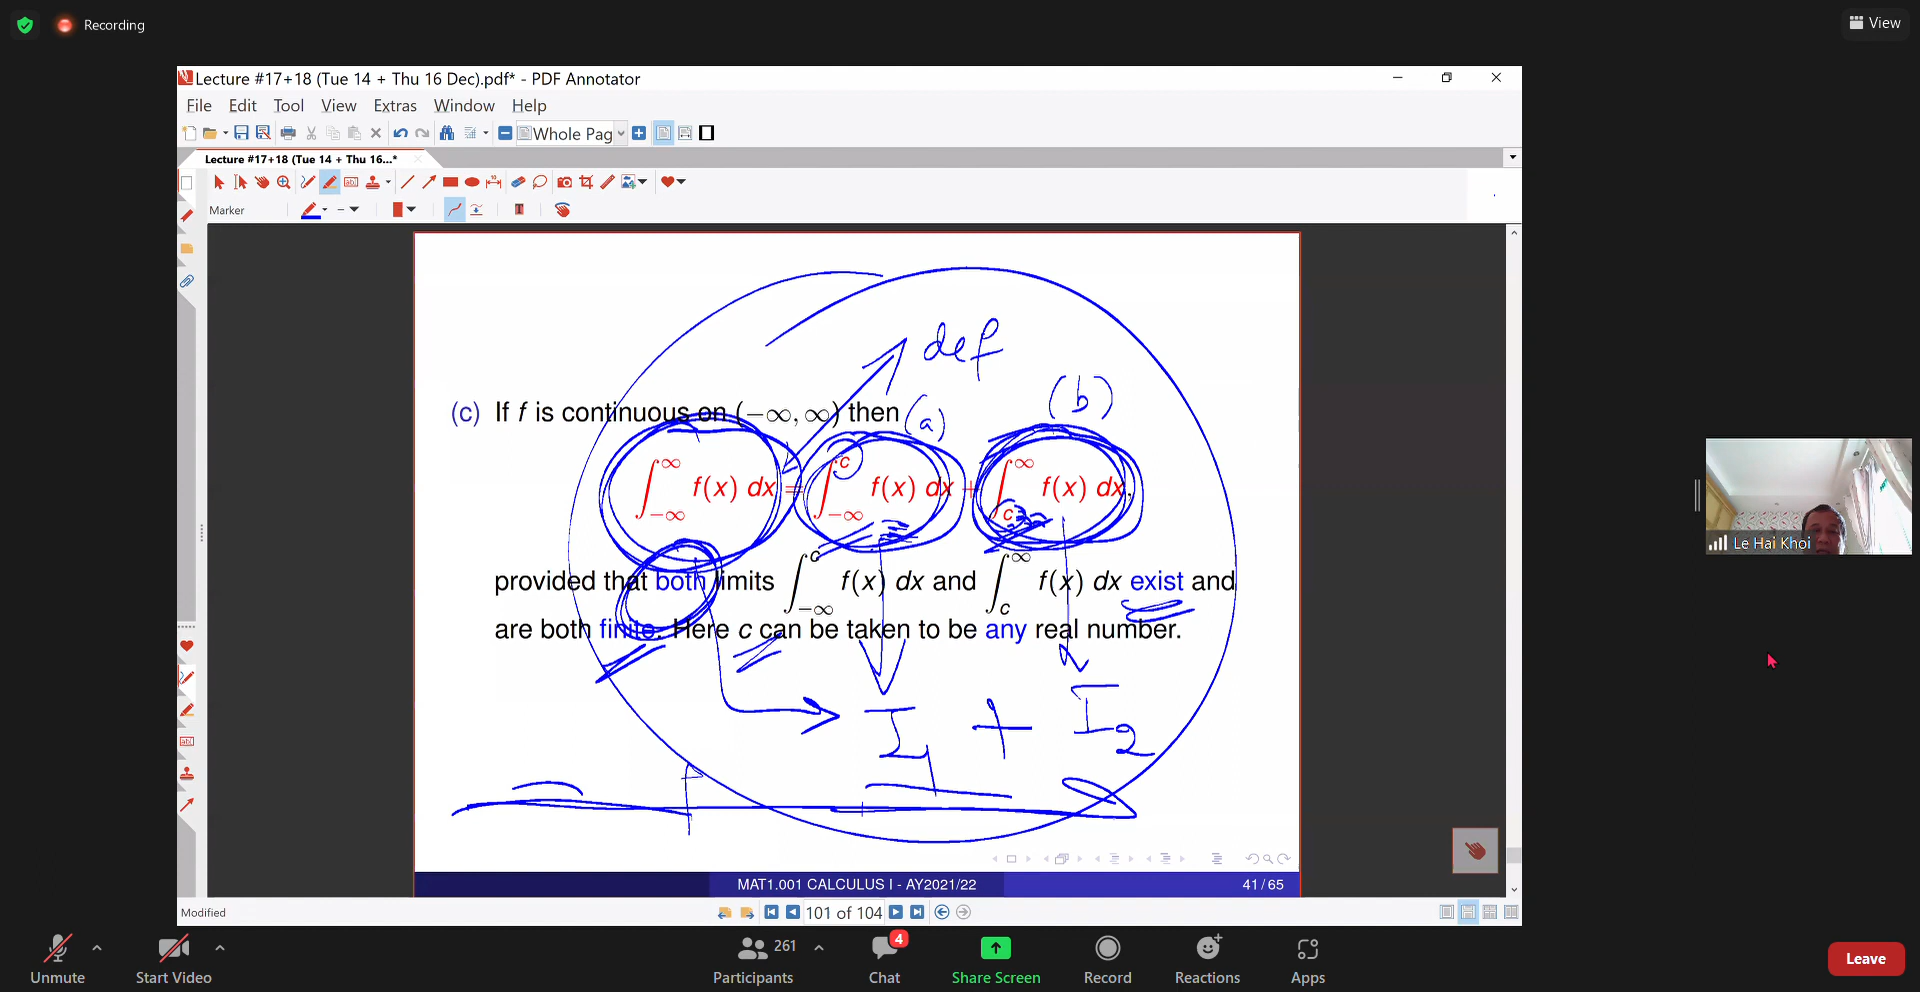 Recording
View
Lecture #17+18 (Tue 14 + Thu 16 Dec).pdf* - PDF Annotator
File Edit Tool View Extras Window Help
Whole Pag
Lecture #17+18 (Tue 14 + Thu 16...*
Marker
def
(a) (b)
(c) If f is continuous on (−∞, ∞) then
∫_{−∞}^{∞} f(x) dx = ∫_{−∞}^{c} f(x) dx + ∫_{c}^{∞} f(x) dx.
provided that both limits ∫_{−∞}^{c} f(x) dx and ∫_{c}^{∞} f(x) dx exist and
are both finite. Here c can be taken to be any real number.
I₁ + I₂
MAT1.001 CALCULUS I - AY2021/22 41 / 65
Modified 101 of 104
Le Hai Khoi
Unmute Start Video 261 Participants 4 Chat Share Screen Record Reactions Apps Leave